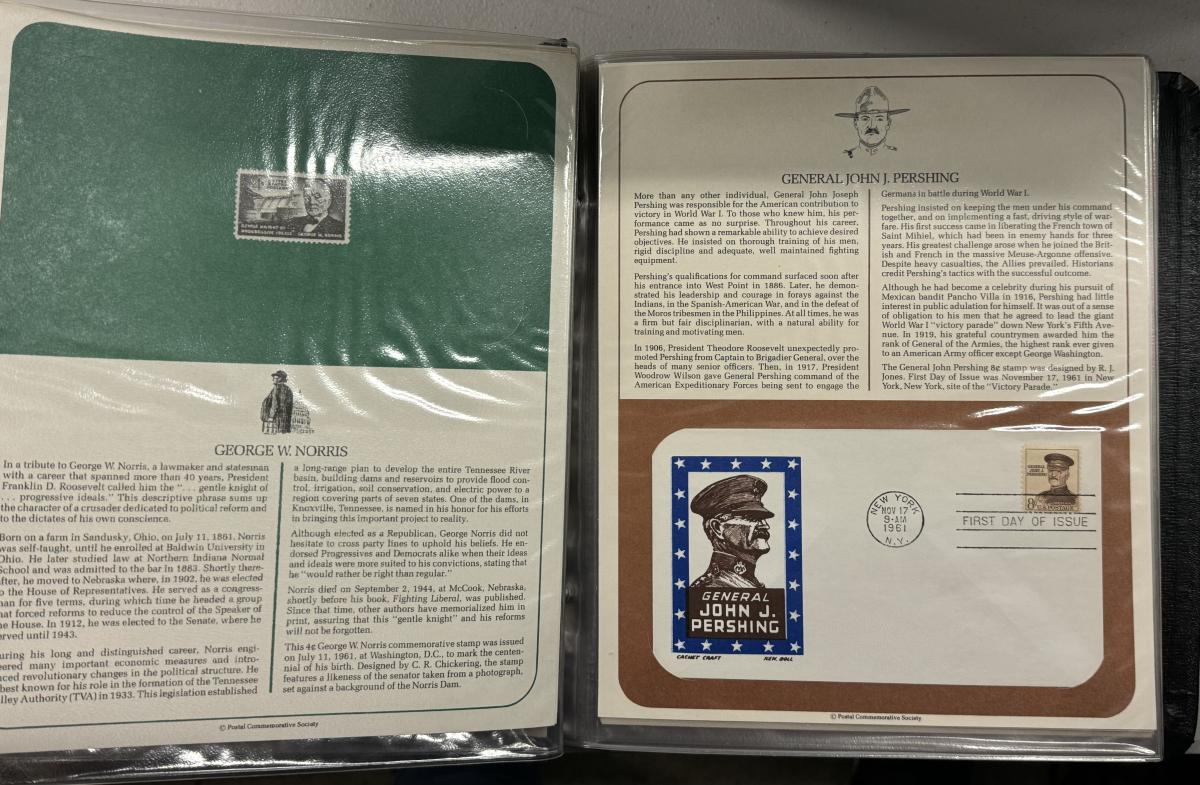 GENTLE KNIGHT OF
PROGRESSIVE IDEALS
GEORGE W. NORRIS
GEORGE W. NORRIS
In a tribute to George W. Norris, a lawmaker and statesman
with a career that spanned more than 40 years, President
Franklin D. Roosevelt called him the ". . . gentle knight of
. . . progressive ideals." This descriptive phrase sums up
the character of a crusader dedicated to political reform and
to the dictates of his own conscience.
Born on a farm in Sandusky, Ohio, on July 11, 1861, Norris
was self-taught, until he enrolled at Baldwin University in
Ohio. He later studied law at Northern Indiana Normal
School and was admitted to the bar in 1883. Shortly there-
after, he moved to Nebraska where, in 1902, he was elected
to the House of Representatives. He served as a congress-
man for five terms, during which time he headed a group
hat forced reforms to reduce the control of the Speaker of
he House. In 1912, he was elected to the Senate, where he
erved until 1943.
uring his long and distinguished career, Norris engi-
ered many important economic measures and intro-
ced revolutionary changes in the political structure. He
best known for his role in the formation of the Tennessee
lley Authority (TVA) in 1933. This legislation established
a long-range plan to develop the entire Tennessee River
basin, building dams and reservoirs to provide flood con-
trol, irrigation, soil conservation, and electric power to a
region covering parts of seven states. One of the dams, in
Knoxville, Tennessee, is named in his honor for his efforts
in bringing this important project to reality.
Although elected as a Republican, George Norris did not
hesitate to cross party lines to uphold his beliefs. He en-
dorsed Progressives and Democrats alike when their ideas
and ideals were more suited to his convictions, stating that
he "would rather be right than regular."
Norris died on September 2, 1944, at McCook, Nebraska,
shortly before his book, Fighting Liberal, was published.
Since that time, other authors have memorialized him in
print, assuring that this "gentle knight" and his reforms
will not be forgotten.
This 4¢ George W. Norris commemorative stamp was issued
on July 11, 1961, at Washington, D.C., to mark the centen-
nial of his birth. Designed by C. R. Chickering, the stamp
features a likeness of the senator taken from a photograph,
set against a background of the Norris Dam.
© Postal Commemorative Society
GENERAL JOHN J. PERSHING
More than any other individual, General John Joseph
Pershing was responsible for the American contribution to
victory in World War I. To those who knew him, his per-
formance came as no surprise. Throughout his career,
Pershing had shown a remarkable ability to achieve desired
objectives. He insisted on thorough training of his men,
rigid discipline and adequate, well maintained fighting
equipment.
Pershing's qualifications for command surfaced soon after
his entrance into West Point in 1886. Later, he demon-
strated his leadership and courage in forays against the
Indians, in the Spanish-American War, and in the defeat of
the Moros tribesmen in the Philippines. At all times, he was
a firm but fair disciplinarian, with a natural ability for
training and motivating men.
In 1906, President Theodore Roosevelt unexpectedly pro-
moted Pershing from Captain to Brigadier General, over the
heads of many senior officers. Then, in 1917, President
Woodrow Wilson gave General Pershing command of the
American Expeditionary Forces being sent to engage the
Germans in battle during World War I.
Pershing insisted on keeping the men under his command
together, and on implementing a fast, driving style of war-
fare. His first success came in liberating the French town of
Saint Mihiel, which had been in enemy hands for three
years. His greatest challenge arose when he joined the Brit-
ish and French in the massive Meuse-Argonne offensive.
Despite heavy casualties, the Allies prevailed. Historians
credit Pershing's tactics with the successful outcome.
Although he had become a celebrity during his pursuit of
Mexican bandit Pancho Villa in 1916, Pershing had little
interest in public adulation for himself. It was out of a sense
of obligation to his men that he agreed to lead the giant
World War I "victory parade" down New York's Fifth Ave-
nue. In 1919, his grateful countrymen awarded him the
rank of General of the Armies, the highest rank ever given
to an American Army officer except George Washington.
The General John Pershing 8¢ stamp was designed by R. J.
Jones. First Day of Issue was November 17, 1961 in New
York, New York, site of the "Victory Parade."
GENERAL
JOHN J.
PERSHING
CACHET CRAFT
KEN. BOLL
NEW YORK
NOV 17
9-AM
1961
N.Y.
GENERAL
JOHN J.
PERSHING
8¢
U.S. POSTAGE
FIRST DAY OF ISSUE
© Postal Commemorative Society